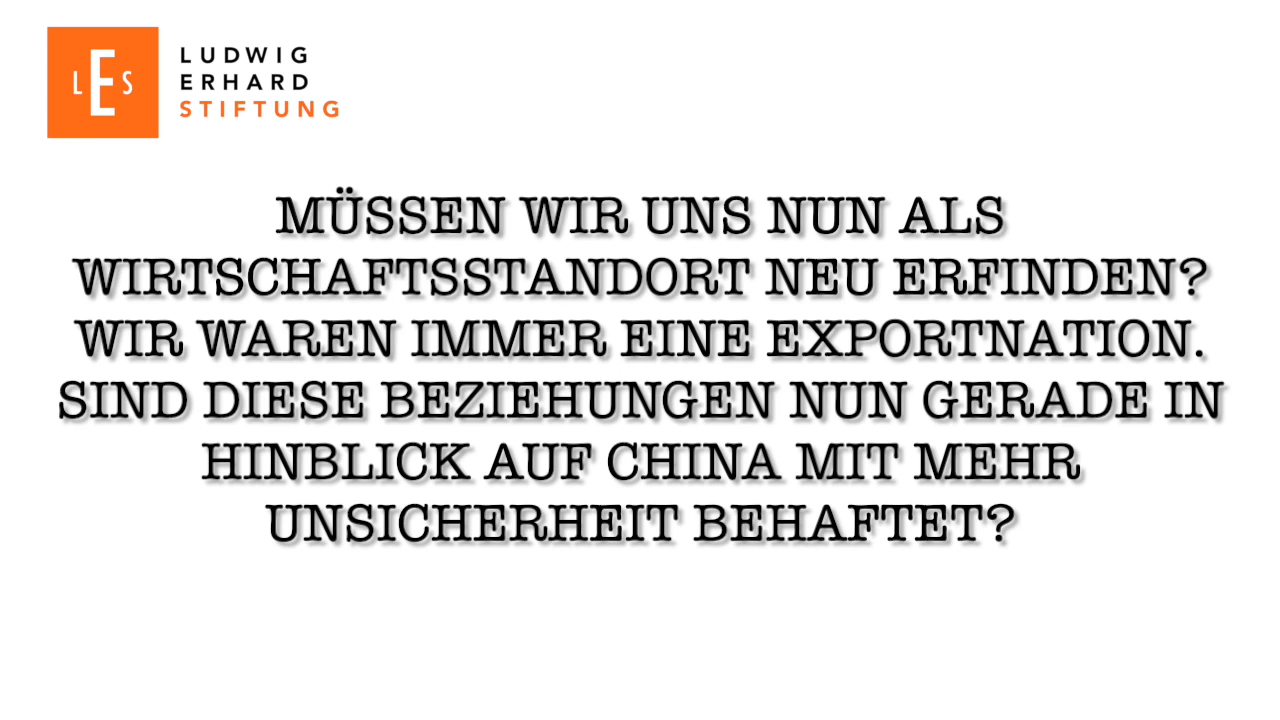 LES
LUDWIG
ERHARD
STIFTUNG
MÜSSEN WIR UNS NUN ALS
WIRTSCHAFTSSTANDORT NEU ERFINDEN?
WIR WAREN IMMER EINE EXPORTNATION.
SIND DIESE BEZIEHUNGEN NUN GERADE IN
HINBLICK AUF CHINA MIT MEHR
UNSICHERHEIT BEHAFTET?